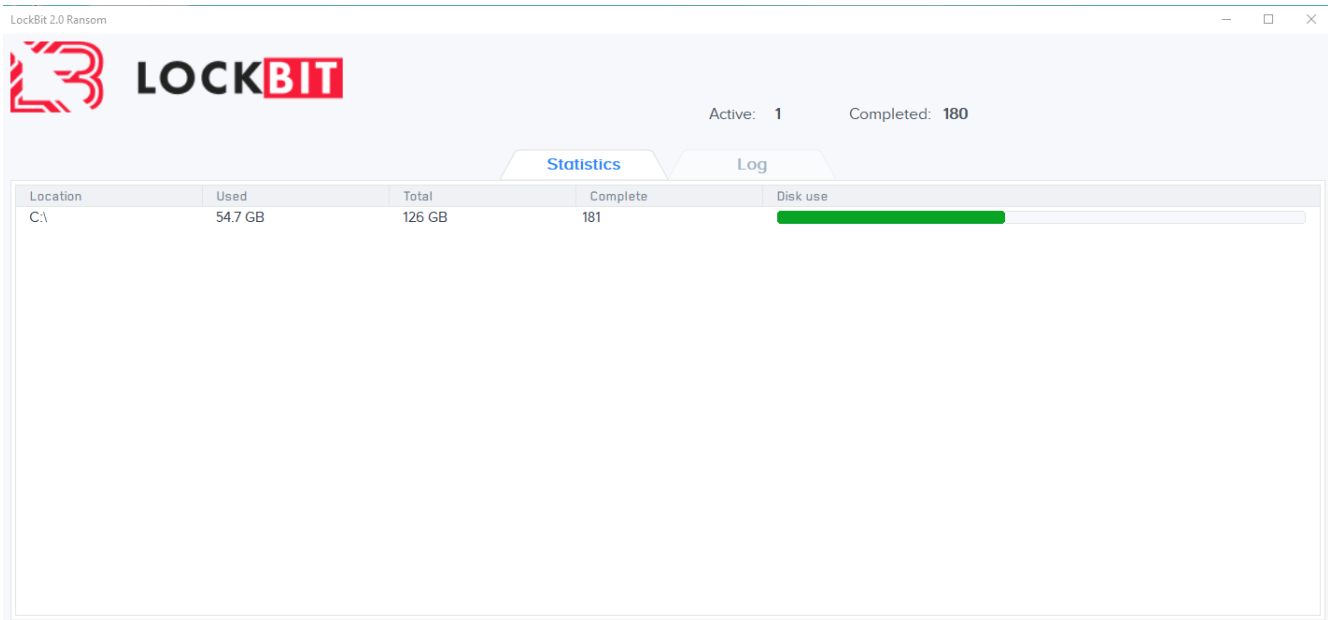 LockBit 2.0 Ransom
LOCKBIT
Active: 1 Completed: 180
Statistics Log
Location Used Total Complete Disk use
C:\ 54.7 GB 126 GB 181